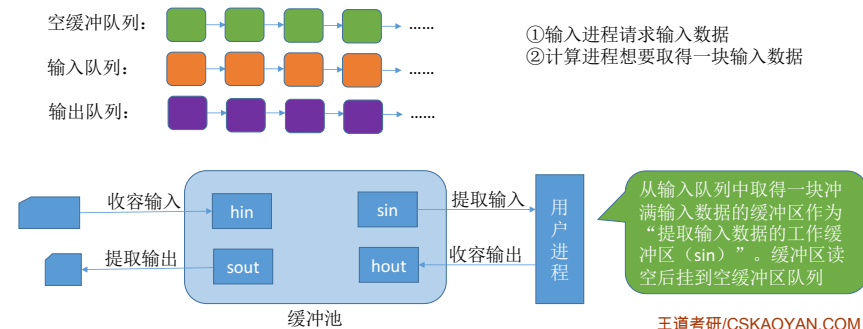 空缓冲队列：
……
①输入进程请求输入数据
②计算进程想要取得一块输入数据
输入队列：
……
输出队列：
……
收容输入
hin
sin
提取输入
提取输出
sout
hout
收容输出
用户进程
缓冲池
从输入队列中取得一块冲
满输入数据的缓冲区作为
“提取输入数据的工作缓
冲区（sin）”。缓冲区读
空后挂到空缓冲区队列
王道考研/CSKAOYAN.COM